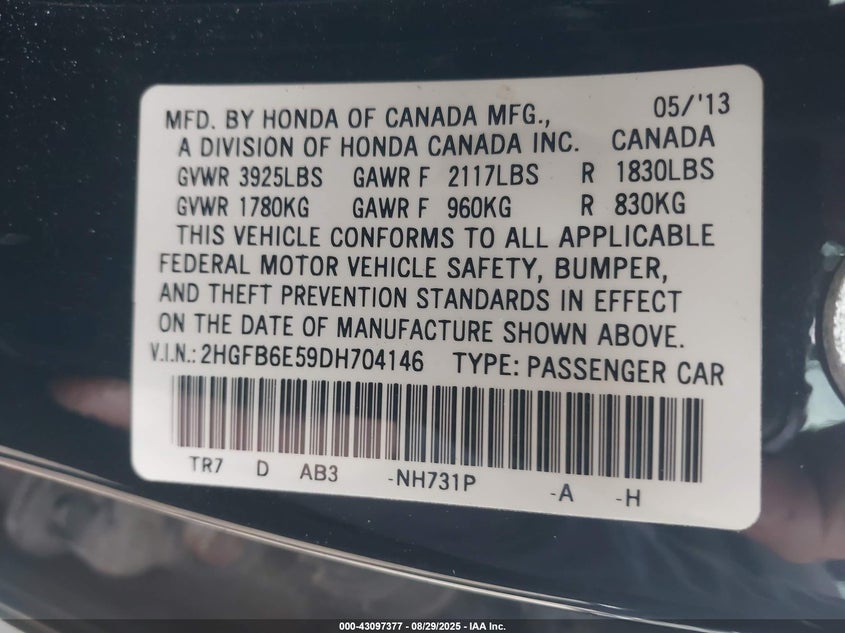 MFD. BY HONDA OF CANADA MFG., 05/'13
A DIVISION OF HONDA CANADA INC. CANADA
GVWR 3925LBS GAWR F 2117LBS R 1830LBS
GVWR 1780KG GAWR F 960KG R 830KG
THIS VEHICLE CONFORMS TO ALL APPLICABLE
FEDERAL MOTOR VEHICLE SAFETY, BUMPER,
AND THEFT PREVENTION STANDARDS IN EFFECT
ON THE DATE OF MANUFACTURE SHOWN ABOVE.
V.I.N.: 2HGFB6E59DH704146 TYPE: PASSENGER CAR
TR7 D AB3 -NH731P -A -H
000-43097377 - 08/29/2025 - IAA Inc.